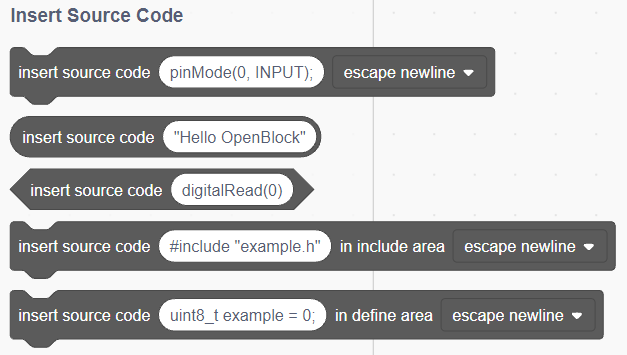 Insert Source Code
insert source code pinMode(0, INPUT); escape newline
insert source code "Hello OpenBlock"
insert source code digitalRead(0)
insert source code #include "example.h" in include area escape newline
insert source code uint8_t example = 0; in define area escape newline